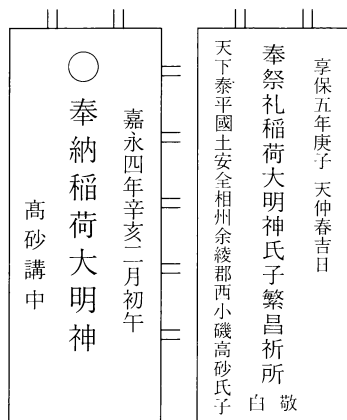 享保五年庚子 天仲春吉日
奉祭礼稲荷大明神氏子繁昌祈所
敬白
天下泰平國土安全相州余綾郡西小磯高砂氏子
嘉永四年辛亥二月初午
○奉納稲荷大明神
髙砂講中